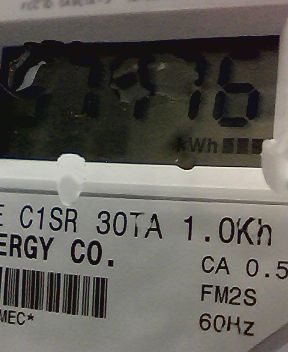 kWh
E C1SR 30TA 1.0Kh
ERGY CO.
CA 0.5
FM2S
MEC*
60Hz